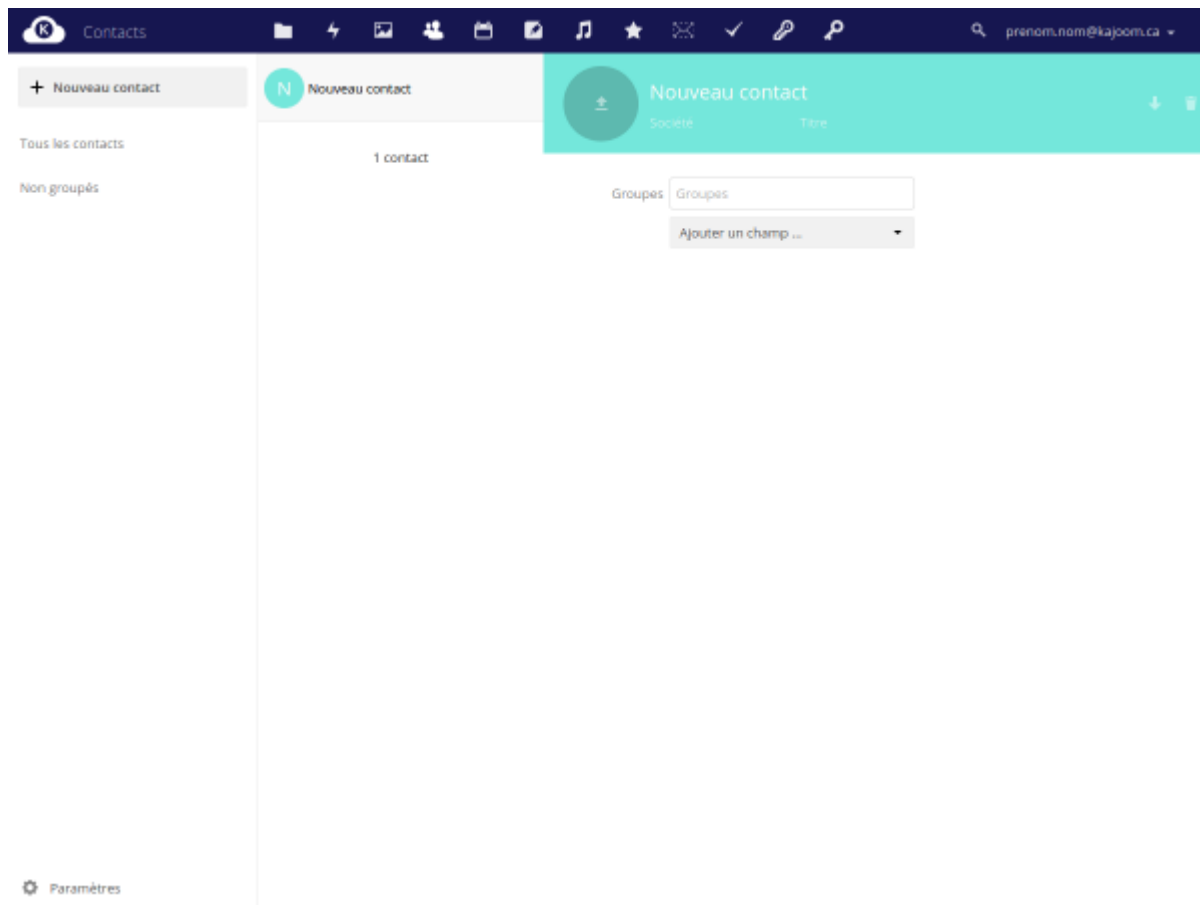 K
Contacts
prenom.nom@kajoom.ca
+ Nouveau contact
Tous les contacts
Non groupés
N Nouveau contact
1 contact
Nouveau contact
Société Titre
Groupes Groupes
Ajouter un champ ...
Paramètres